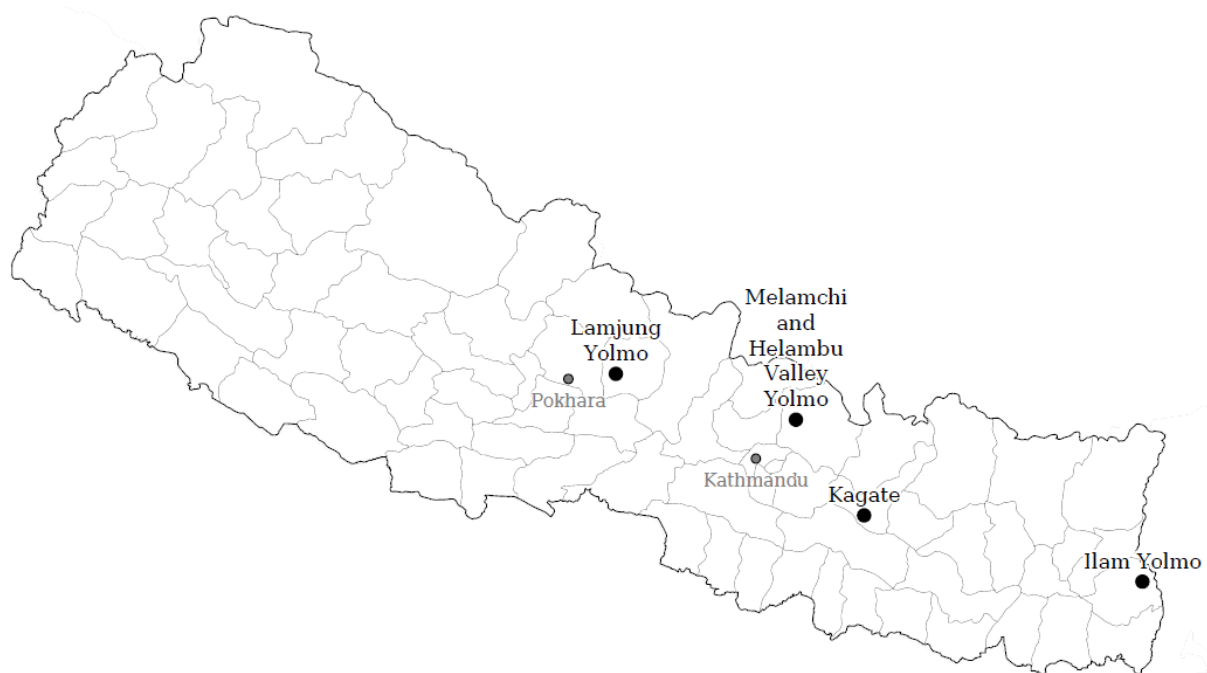 Melamchi
and
Helambu
Valley
Yolmo
Lamjung
Yolmo
Pokhara
Kathmandu
Kagate
Ilam Yolmo